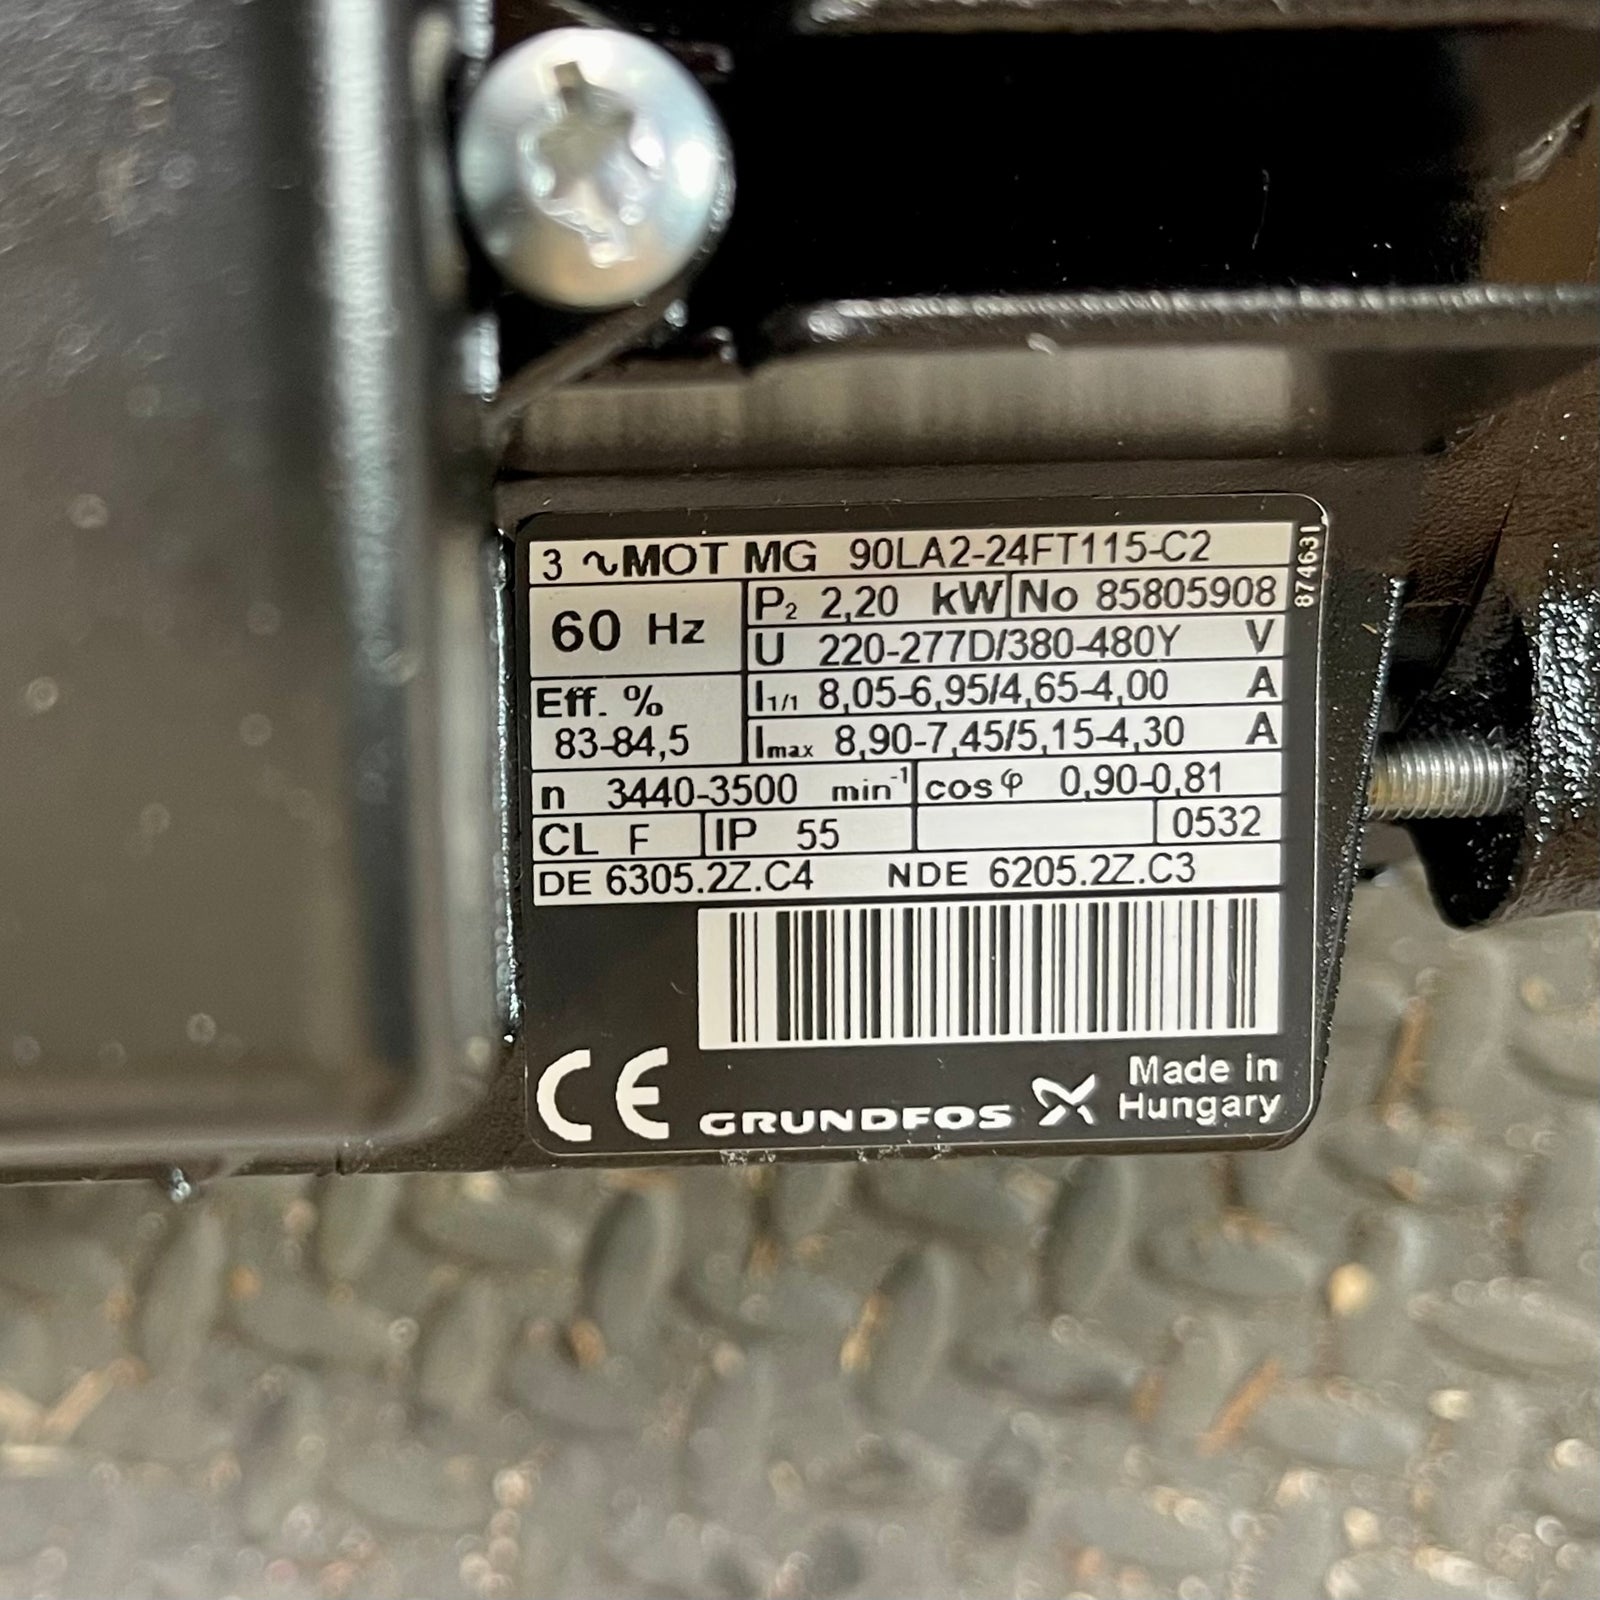 3 ~MOT MG 90LA2-24FT115-C2
874631
60 Hz
P2 2,20 kW No 85805908
U 220-277D/380-480Y V
Eff. %
83-84,5
I1/1 8,05-6,95/4,65-4,00 A
Imax 8,90-7,45/5,15-4,30 A
n 3440-3500 min-1 cos φ 0,90-0,81
CL F IP 55 0532
DE 6305.2Z.C4 NDE 6205.2Z.C3
CE GRUNDFOS
Made in
Hungary